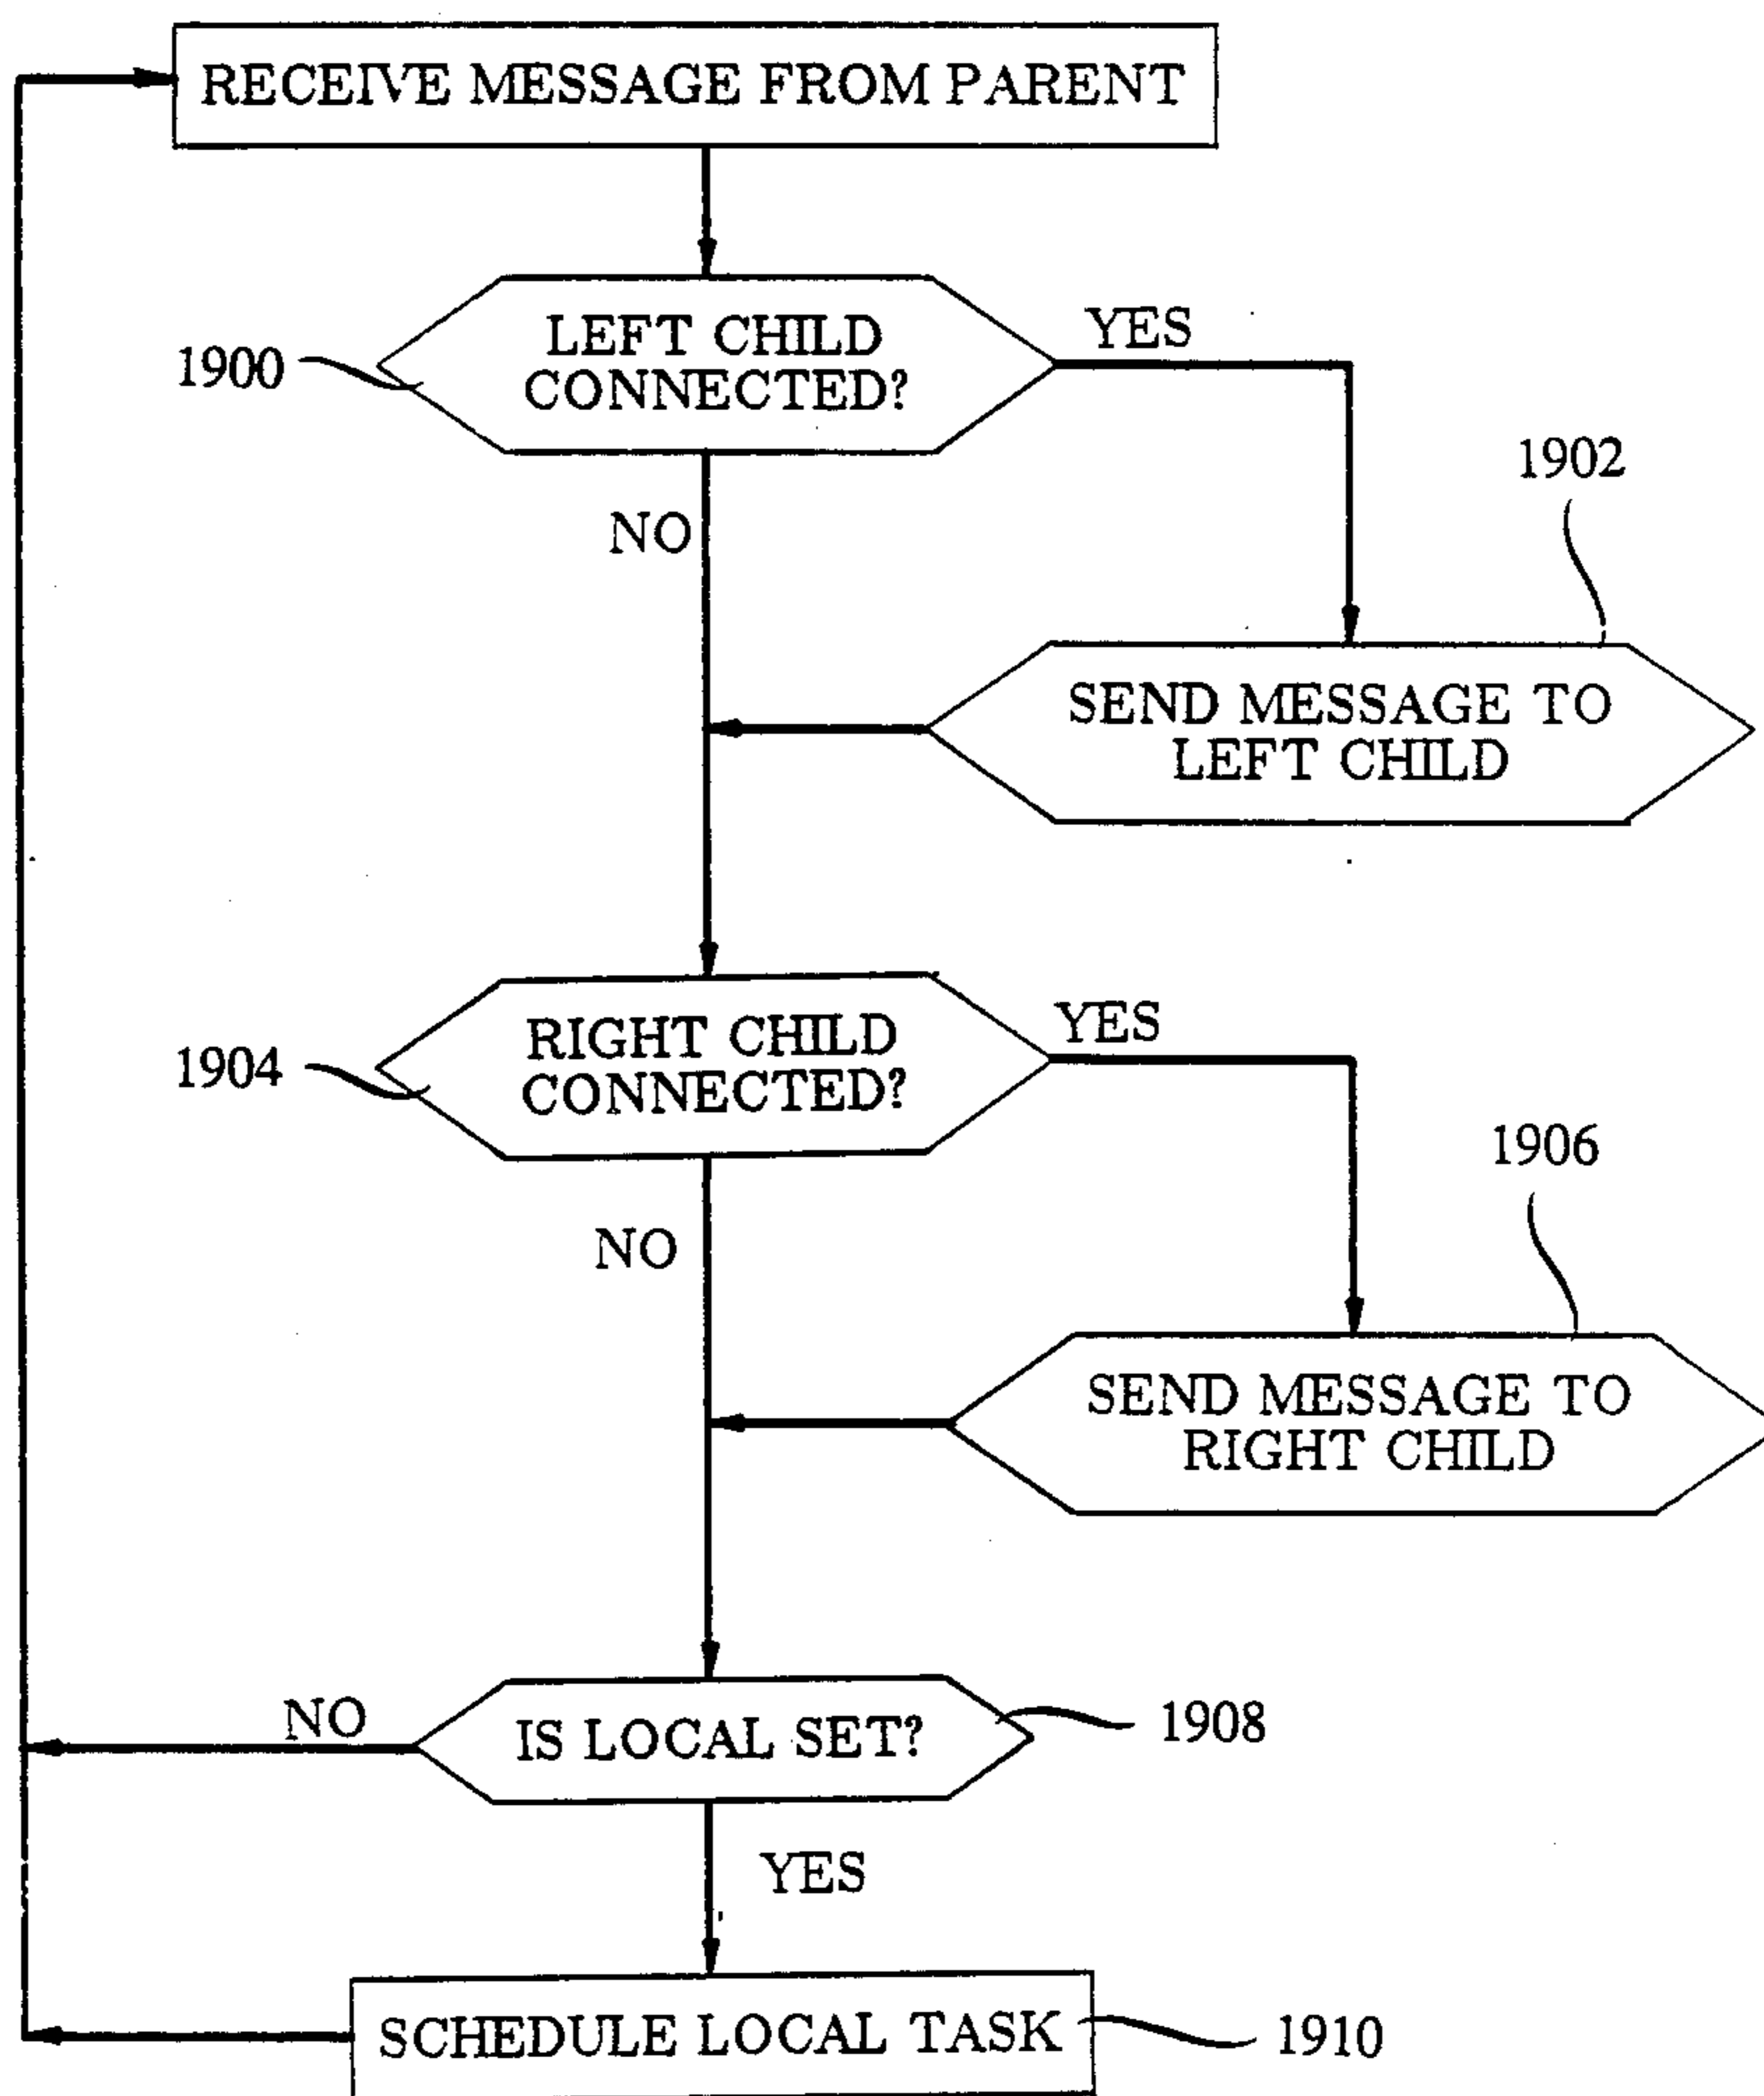 RECEIVE MESSAGE FROM PARENT
LEFT CHILD
CONNECTED?
YES
1900
1902
NO
SEND MESSAGE TO
LEFT CHILD
RIGHT CHILD
CONNECTED?
YES
1904
1906
NO
SEND MESSAGE TO
RIGHT CHILD
NO
IS LOCAL SET?
1908
YES
SCHEDULE LOCAL TASK
1910